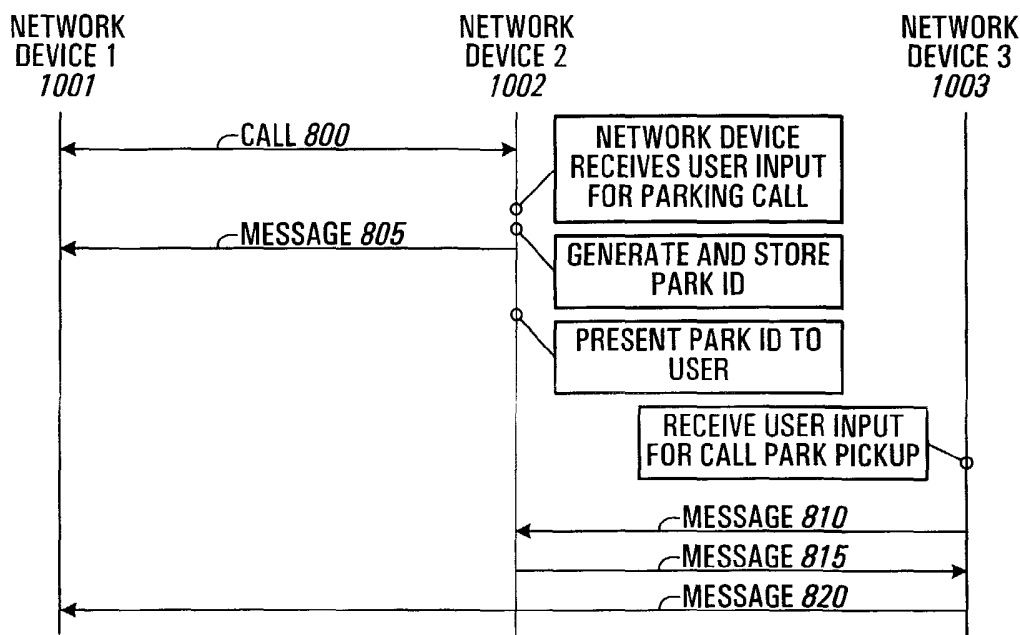 NETWORK
DEVICE 1
1001
NETWORK
DEVICE 2
1002
NETWORK
DEVICE 3
1003
CALL 800
NETWORK DEVICE
RECEIVES USER INPUT
FOR PARKING CALL
MESSAGE 805
GENERATE AND STORE
PARK ID
PRESENT PARK ID TO
USER
RECEIVE USER INPUT
FOR CALL PARK PICKUP
MESSAGE 810
MESSAGE 815
MESSAGE 820